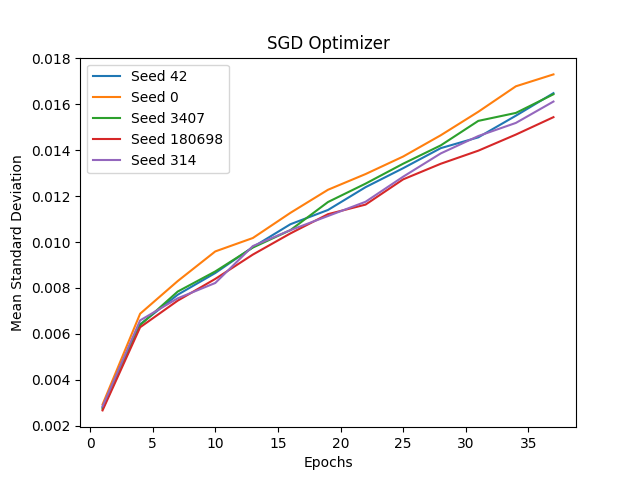 SGD Optimizer
Seed 42
Seed 0
Seed 3407
Seed 180698
Seed 314
Mean Standard Deviation
0.018
0.016
0.014
0.012
0.010
0.008
0.006
0.004
0.002
0 5 10 15 20 25 30 35
Epochs